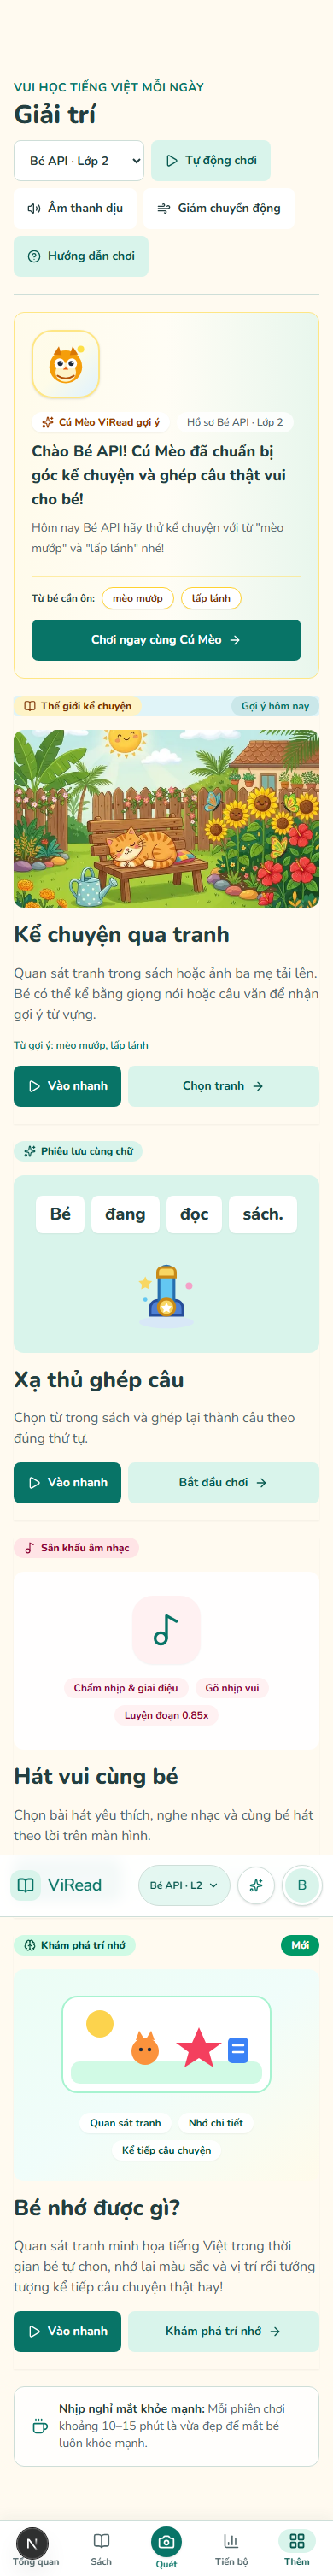 VUI HỌC TIẾNG VIỆT MỖI NGÀY
Giải trí
Bé API · Lớp 2
Tự động chơi
Âm thanh dịu
Giảm chuyển động
Hướng dẫn chơi
Cú Mèo ViRead gợi ý
Hồ sơ Bé API · Lớp 2
Chào Bé API! Cú Mèo đã chuẩn bị
góc kể chuyện và ghép câu thật vui
cho bé!
Hôm nay Bé API hãy thử kể chuyện với từ "mèo
mướp" và "lấp lánh" nhé!
Từ bé cần ôn:
mèo mướp
lấp lánh
Chơi ngay cùng Cú Mèo
Thế giới kể chuyện
Gợi ý hôm nay
Kể chuyện qua tranh
Quan sát tranh trong sách hoặc ảnh ba mẹ tải lên.
Bé có thể kể bằng giọng nói hoặc câu văn để nhận
gợi ý từ vựng.
Từ gợi ý: mèo mướp, lấp lánh
Vào nhanh
Chọn tranh
Phiêu lưu cùng chữ
Bé
đang
đọc
sách.
Xạ thủ ghép câu
Chọn từ trong sách và ghép lại thành câu theo
đúng thứ tự.
Vào nhanh
Bắt đầu chơi
Sân khấu âm nhạc
Chấm nhịp & giai điệu
Gõ nhịp vui
Luyện đoạn 0.85x
Hát vui cùng bé
Chọn bài hát yêu thích, nghe nhạc và cùng bé hát
theo lời trên màn hình.
ViRead
Bé API · L2
B
Khám phá trí nhớ
Mới
Quan sát tranh
Nhớ chi tiết
Kể tiếp câu chuyện
Bé nhớ được gì?
Quan sát tranh minh họa tiếng Việt trong thời
gian bé tự chọn, nhớ lại màu sắc và vị trí rồi tưởng
tượng kể tiếp câu chuyện thật hay!
Vào nhanh
Khám phá trí nhớ
Nhịp nghỉ mắt khỏe mạnh: Mỗi phiên chơi
khoảng 10–15 phút là vừa đẹp để mắt bé
luôn khỏe mạnh.
N
Tổng quan
Sách
Quét
Tiến bộ
Thêm